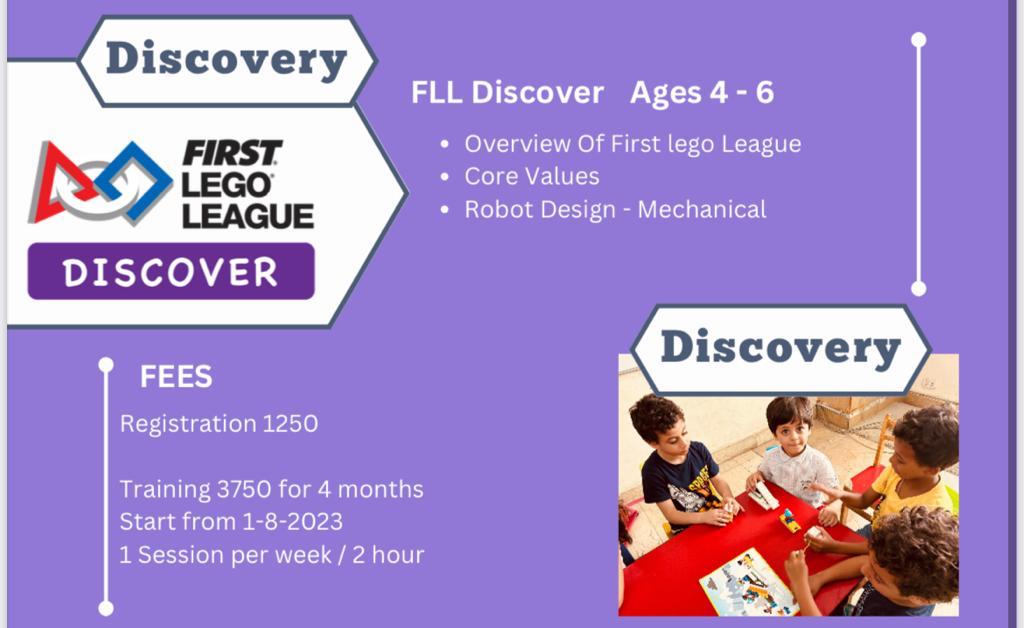 Discovery
FIRST
LEGO
LEAGUE
DISCOVER
FLL Discover Ages 4 - 6
• Overview Of First lego League
• Core Values
• Robot Design - Mechanical
Discovery
FEES
Registration 1250
Training 3750 for 4 months
Start from 1-8-2023
1 Session per week / 2 hour